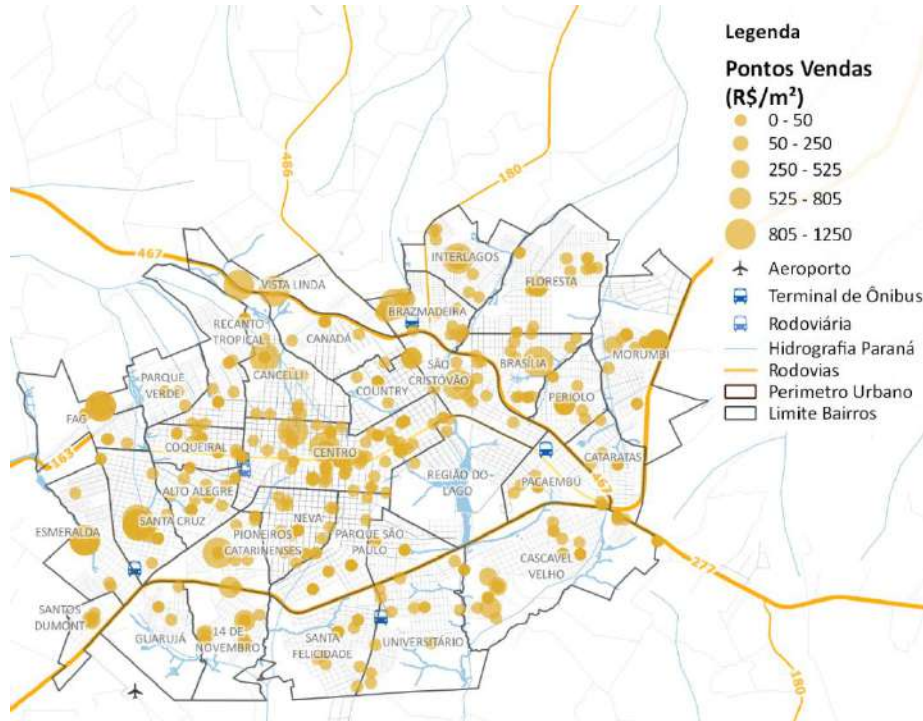 Legenda
Pontos Vendas
(R$/m²)
0 - 50
50 - 250
250 - 525
525 - 805
805 - 1250
Aeroporto
Terminal de Ônibus
Rodoviária
Hidrografia Paraná
Rodovias
Perimetro Urbano
Limite Bairros
486
180
467
INTERLAGOS
VISTA LINDA
FLORESTA
BRAZMADEIRA
RECANTO
TROPICAL
CANADÁ
MORUMBI
SÃO
CRISTOVÃO
BRASÍLIA
CANCELLI
PARQUE
VERDE
COUNTRY
PERIOLO
FAG
COQUEIRAL
CENTRO
163
REGIÃO DO-
LAGO
CATARATAS
PACAEMBÚ
467
ALTO ALEGRE
ESMERALDA
SANTA CRUZ
NEVA
PIONEIROS
CATARINENSES
PARQUE SÃO
PAULO
CASCAVEL
VELHO
277
SANTOS
DUMONT
GUARUJÁ
14 DE
NOVEMBRO
SANTA
FELICIDADE
UNIVERSITÁRIO
180